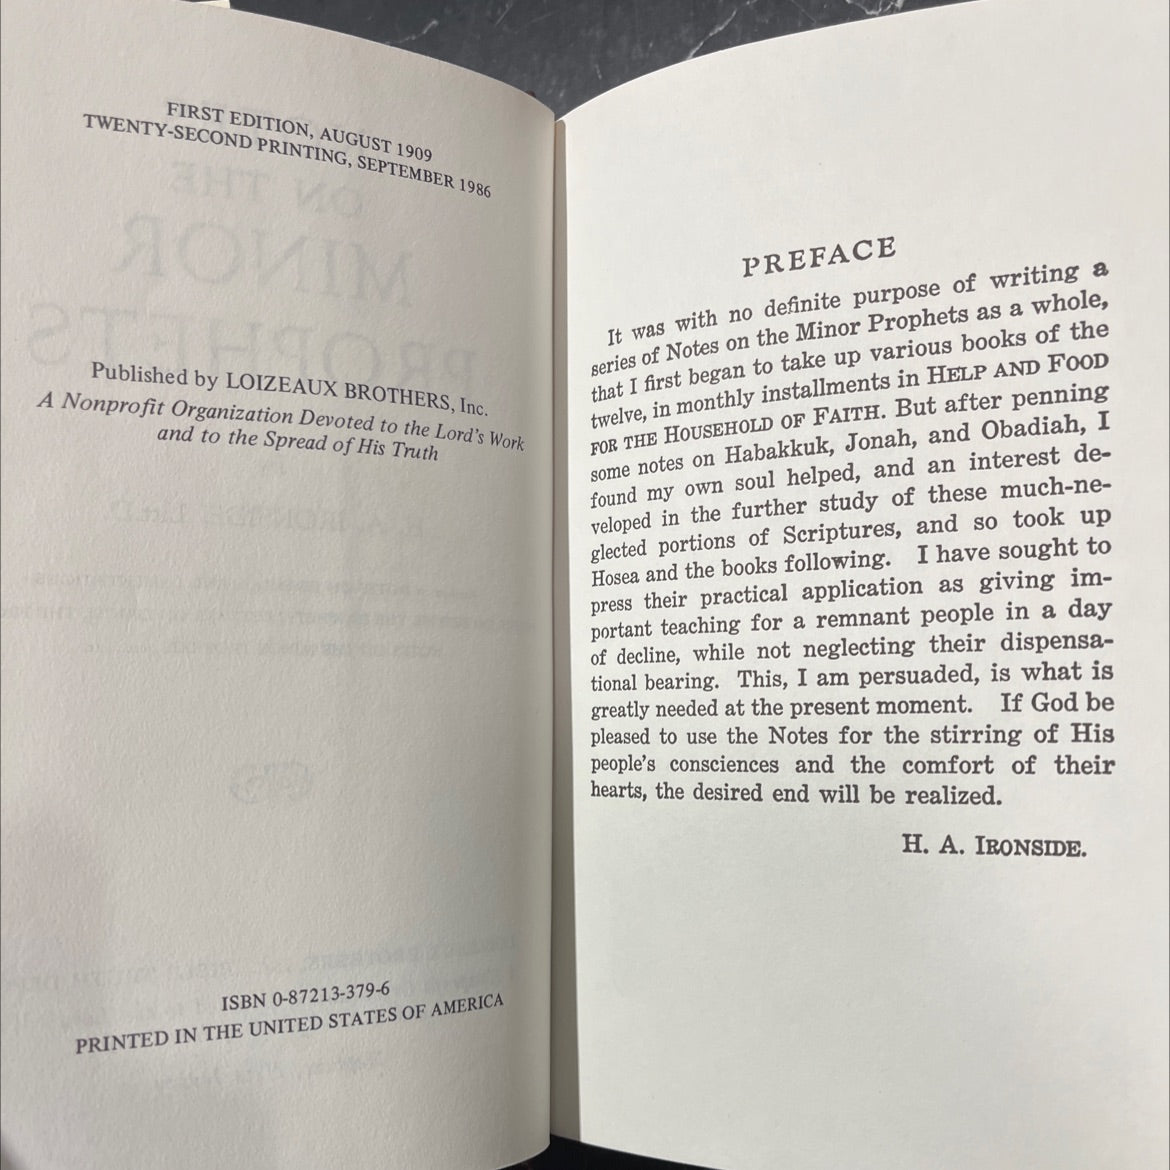 FIRST EDITION, AUGUST 1909
TWENTY-SECOND PRINTING, SEPTEMBER 1986
ON THE
MINOR
PROPHETS
Published by LOIZEAUX BROTHERS, Inc.
A Nonprofit Organization Devoted to the Lord's Work
and to the Spread of His Truth
ISBN 0-87213-379-6
PRINTED IN THE UNITED STATES OF AMERICA
PREFACE
It was with no definite purpose of writing a
series of Notes on the Minor Prophets as a whole,
that I first began to take up various books of the
twelve, in monthly installments in HELP AND FOOD
FOR THE HOUSEHOLD OF FAITH. But after penning
some notes on Habakkuk, Jonah, and Obadiah, I
found my own soul helped, and an interest de-
veloped in the further study of these much-ne-
glected portions of Scriptures, and so took up
Hosea and the books following. I have sought to
press their practical application as giving im-
portant teaching for a remnant people in a day
of decline, while not neglecting their dispensa-
tional bearing. This, I am persuaded, is what is
greatly needed at the present moment. If God be
pleased to use the Notes for the stirring of His
people's consciences and the comfort of their
hearts, the desired end will be realized.
H. A. IRONSIDE.